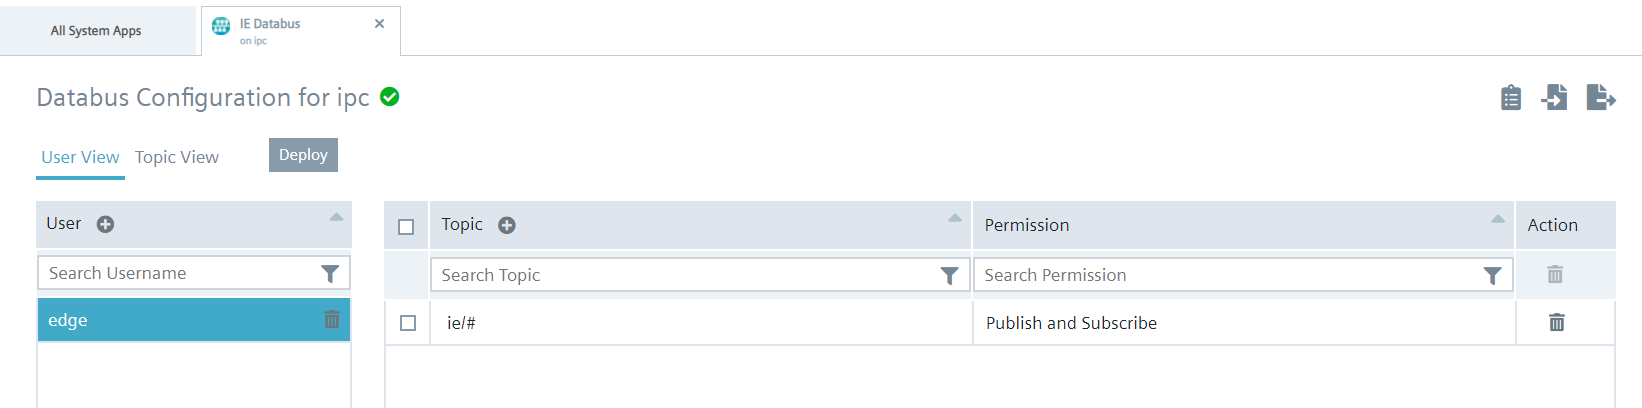 All System Apps
IE Databus
on ipc
Databus Configuration for ipc
User View Topic View Deploy
User Topic Permission Action
Search Username Search Topic Search Permission
edge ie/# Publish and Subscribe